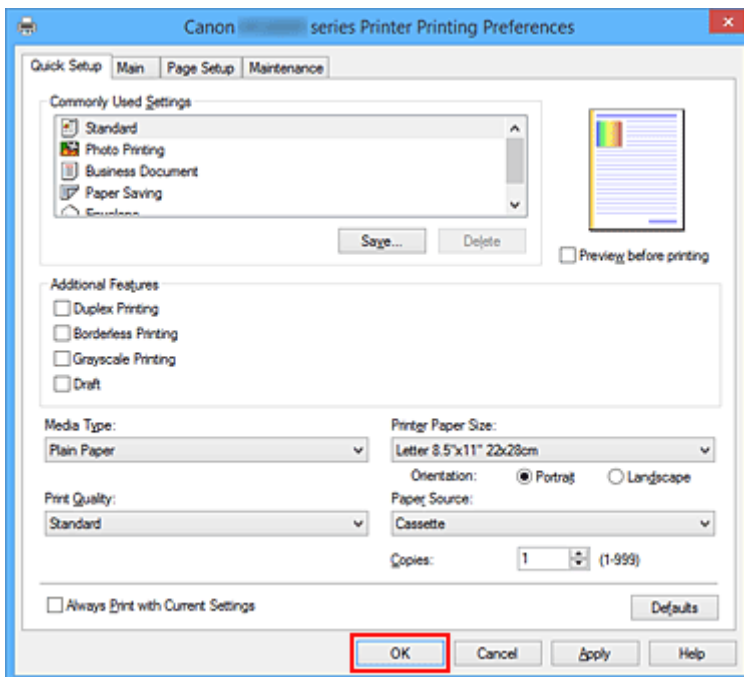 Canon series Printer Printing Preferences
Quick Setup Main Page Setup Maintenance
Commonly Used Settings
Standard
Photo Printing
Business Document
Paper Saving
Envelope
Save... Delete
Preview before printing
Additional Features
Duplex Printing
Borderless Printing
Grayscale Printing
Draft
Media Type: Printer Paper Size:
Plain Paper Letter 8.5"x11" 22x28cm
Orientation: Portrait Landscape
Print Quality: Paper Source:
Standard Cassette
Copies: 1 (1-999)
Always Print with Current Settings Defaults
OK Cancel Apply Help